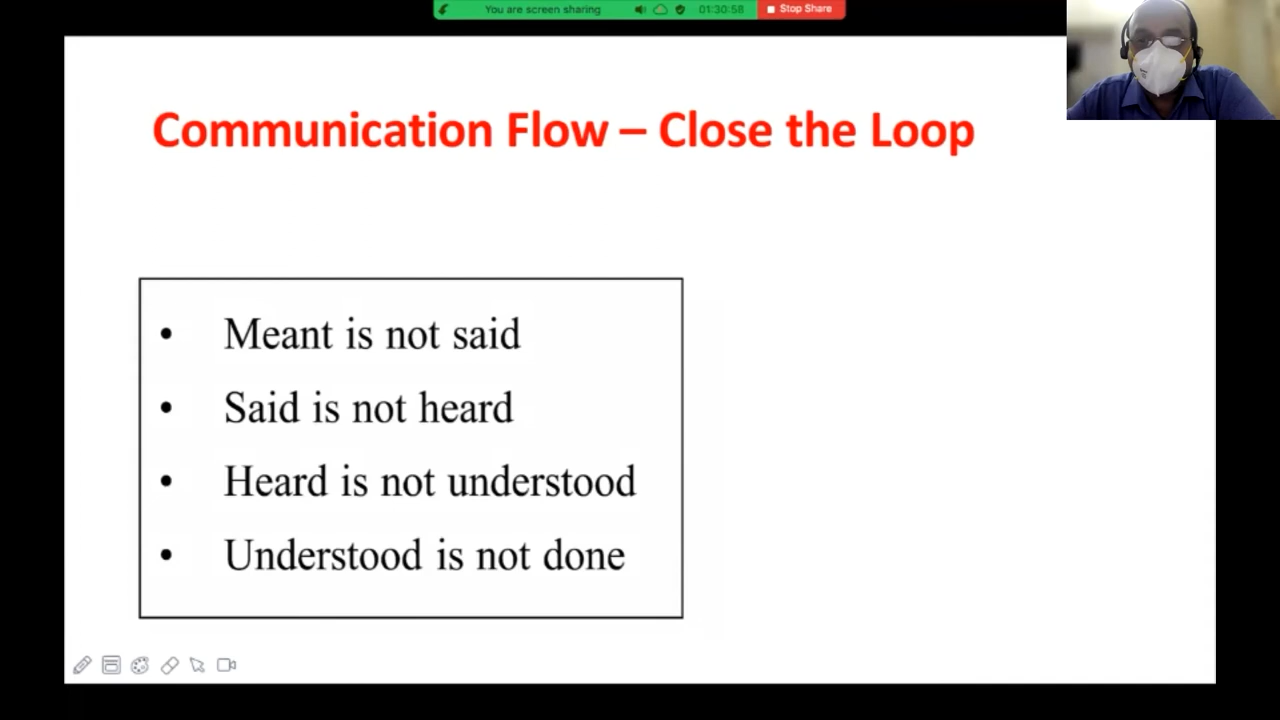 You are screen sharing 01:30:58 Stop Share
Communication Flow – Close the Loop
• Meant is not said
• Said is not heard
• Heard is not understood
• Understood is not done